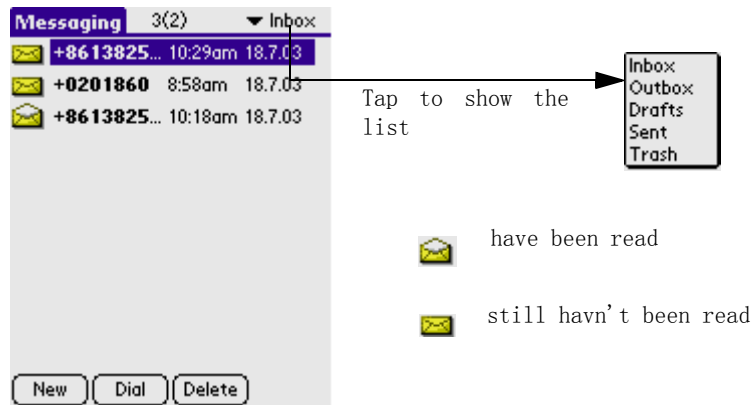 Messaging 3(2) Inbox
+8613825... 10:29am 18.7.03
+0201860 8:58am 18.7.03
+8613825... 10:18am 18.7.03
New Dial Delete
Tap to show the
list
Inbox
Outbox
Drafts
Sent
Trash
have been read
still havn't been read